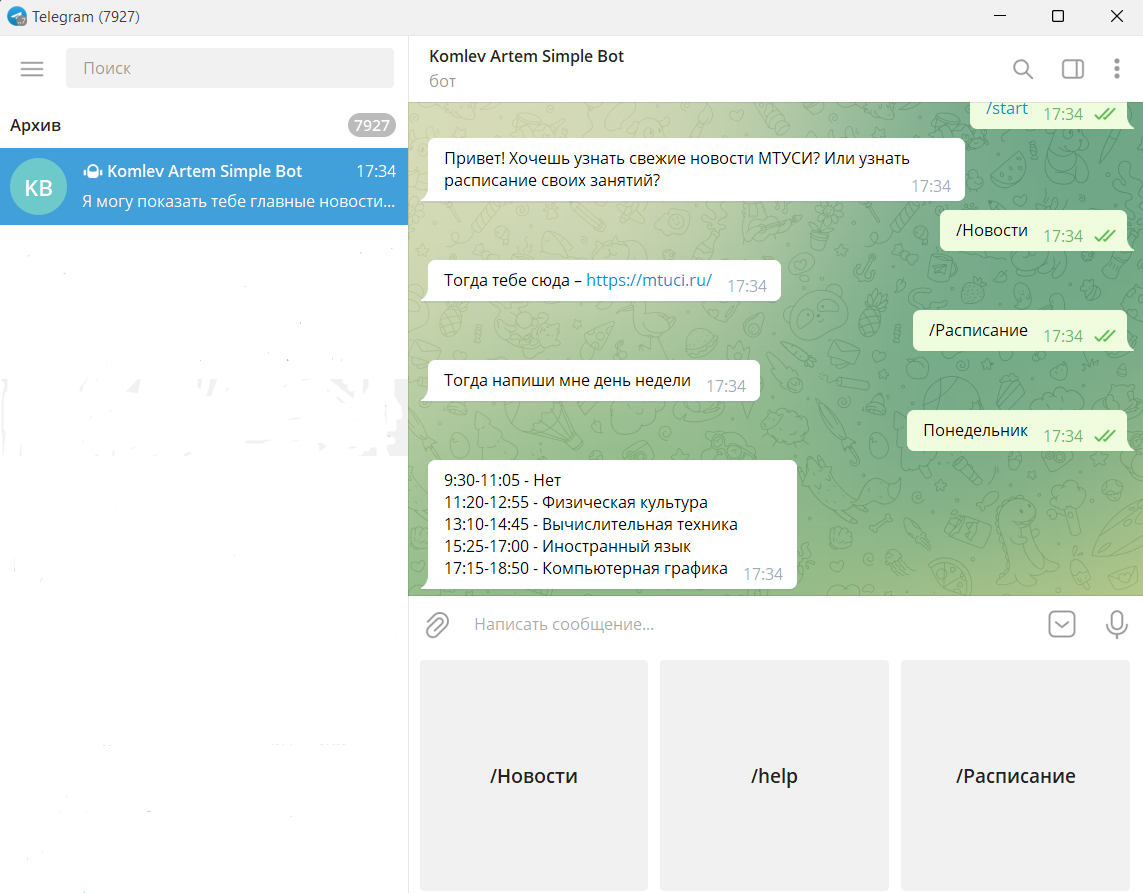 Telegram (7927)
Поиск
Архив
7927
KB
Komlev Artem Simple Bot
17:34
Я могу показать тебе главные новости...
Komlev Artem Simple Bot
бот
/start 17:34
Привет! Хочешь узнать свежие новости МТУСИ? Или узнать
расписание своих занятий?
17:34
/Новости 17:34
Тогда тебе сюда – https://mtuci.ru/ 17:34
/Расписание 17:34
Тогда напиши мне день недели 17:34
Понедельник 17:34
9:30-11:05 - Нет
11:20-12:55 - Физическая культура
13:10-14:45 - Вычислительная техника
15:25-17:00 - Иностранный язык
17:15-18:50 - Компьютерная графика 17:34
Написать сообщение...
/Новости
/help
/Расписание